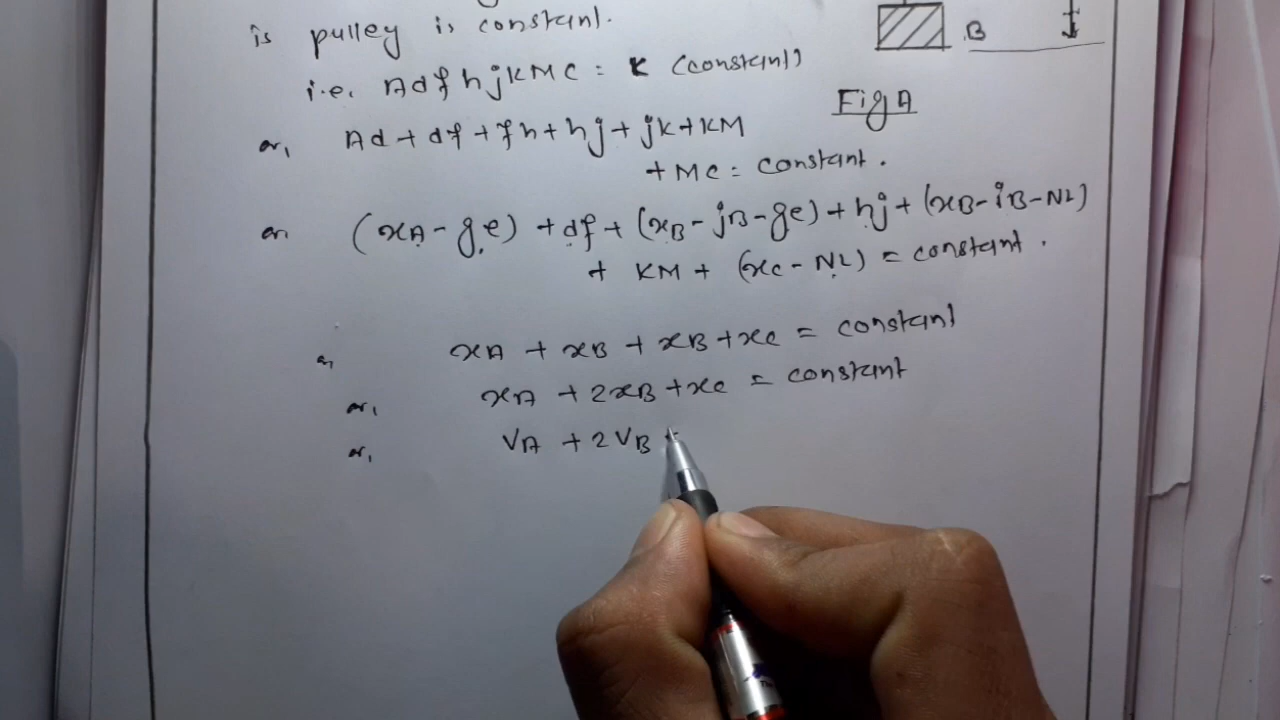 is pulley is constant.
B
i.e. AdfhjkMC = K (constant)
Fig A
or, Ad + df + fh + hj + jk + KM
+ MC = constant.
or (xA - ge) + df + (xB - jB - ge) + hj + (xB - iB - NL)
+ KM + (xc - NL) = constant.
or, xA + xB + xB + xc = constant
or, xA + 2xB + xc = constant
or, VA + 2VB +